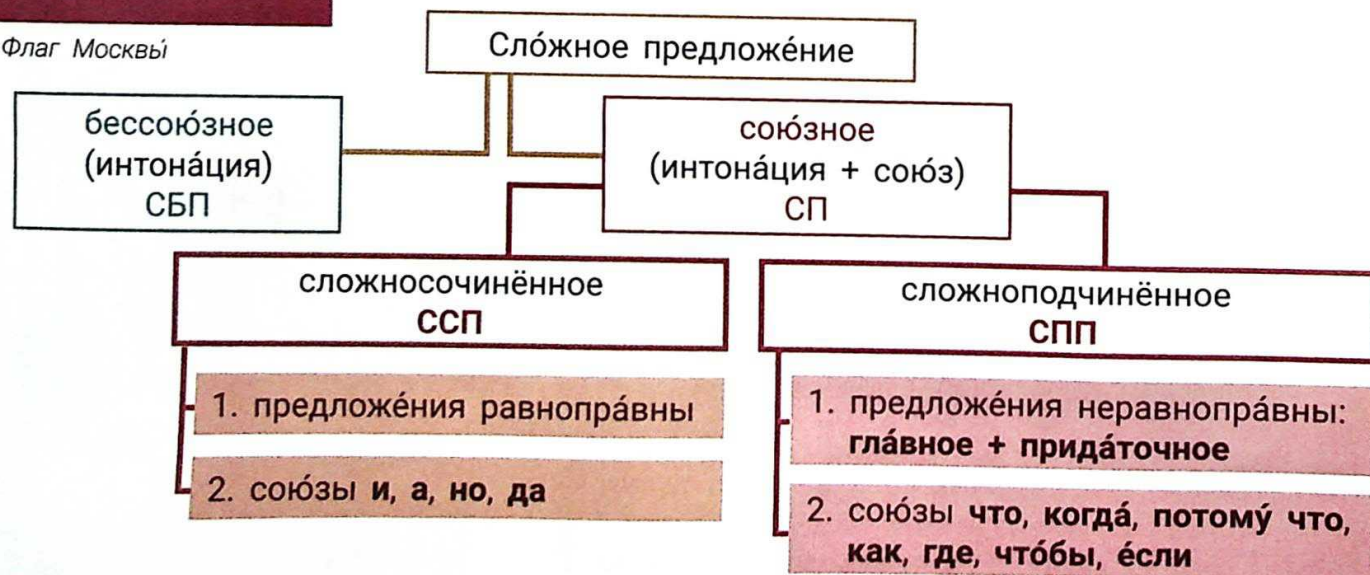 Флаг Москвы́
Сло́жное предложе́ние
бессою́зное
(интона́ция)
СБП
сою́зное
(интона́ция + сою́з)
СП
сложносочинённое
ССП
сложноподчинённое
СПП
1. предложе́ния равнопра́вны
2. сою́зы и, а, но, да
1. предложе́ния неравнопра́вны:
гла́вное + прида́точное
2. сою́зы что, когда́, потому́ что,
как, где, что́бы, е́сли